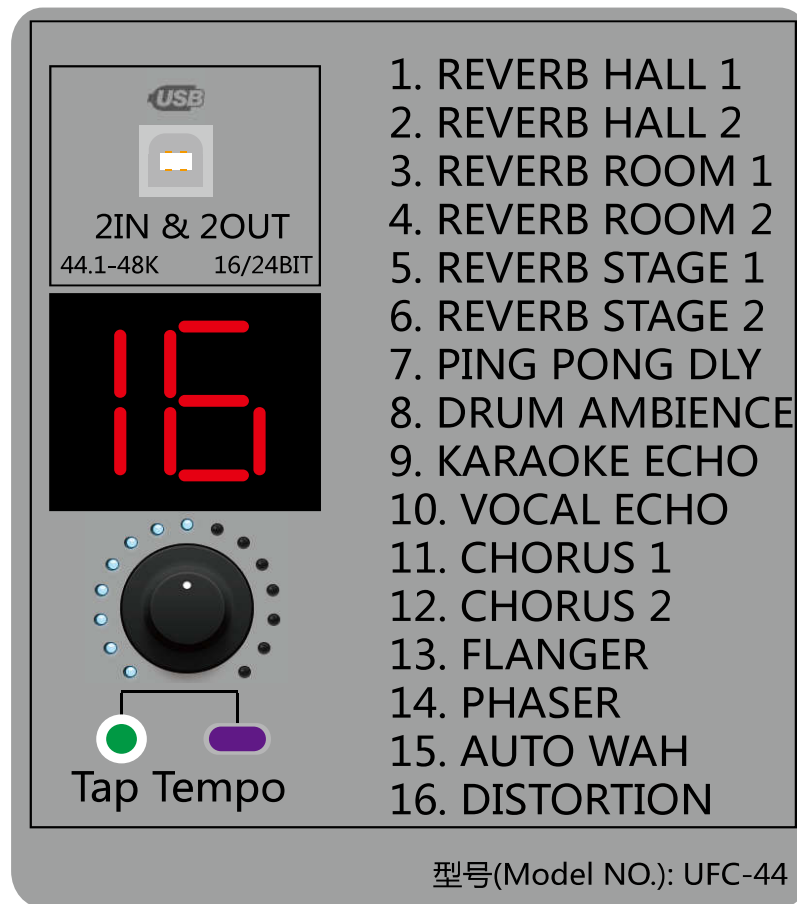 USB
2IN & 2OUT
44.1-48K 16/24BIT
16
Tap Tempo
1. REVERB HALL 1
2. REVERB HALL 2
3. REVERB ROOM 1
4. REVERB ROOM 2
5. REVERB STAGE 1
6. REVERB STAGE 2
7. PING PONG DLY
8. DRUM AMBIENCE
9. KARAOKE ECHO
10. VOCAL ECHO
11. CHORUS 1
12. CHORUS 2
13. FLANGER
14. PHASER
15. AUTO WAH
16. DISTORTION
型号(Model NO.): UFC-44